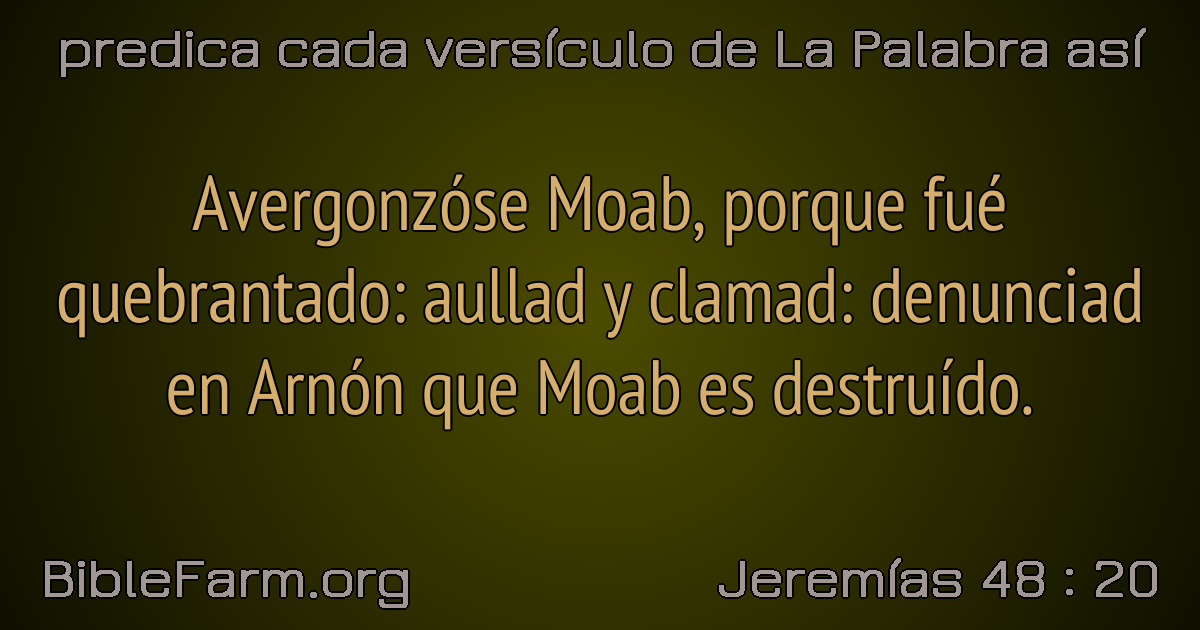 predica cada versículo de La Palabra así
Avergonzóse Moab, porque fué
quebrantado: aullad y clamad: denunciad
en Arnón que Moab es destruído.
BibleFarm.org
Jeremías 48 : 20